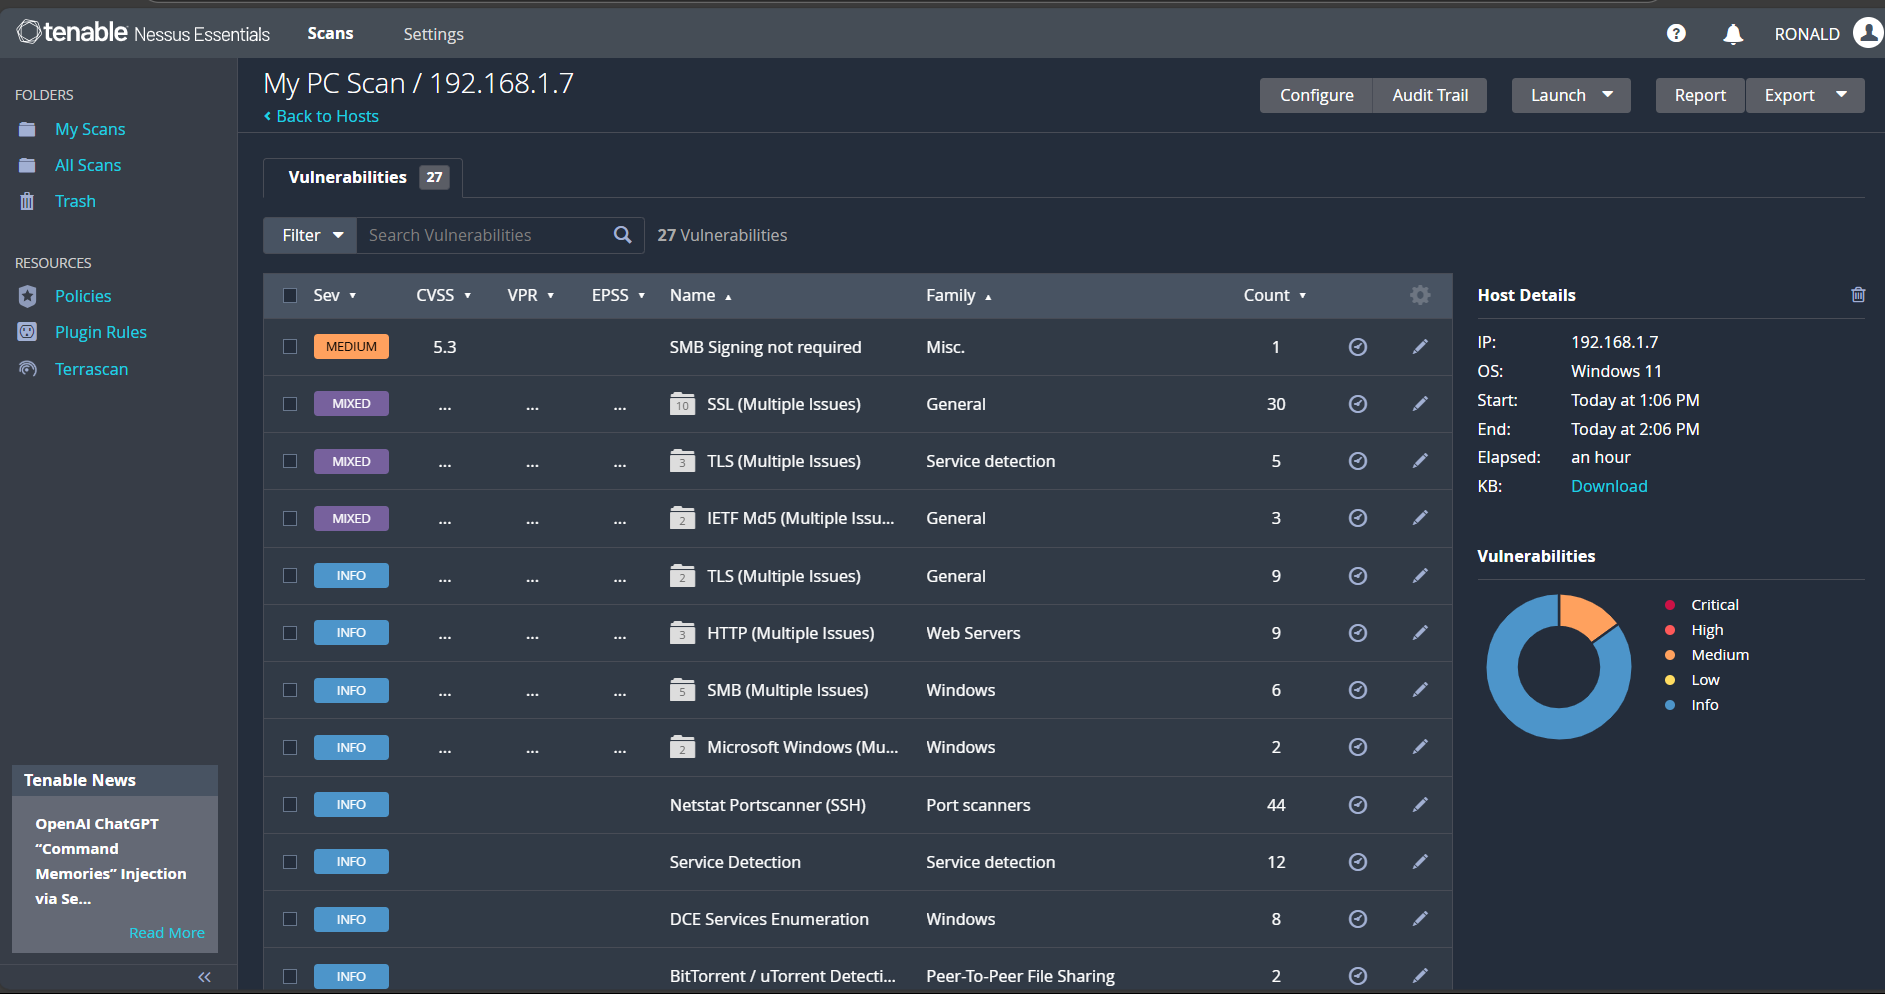 tenable Nessus Essentials Scans Settings ? RONALD
FOLDERS
My Scans
All Scans
Trash
RESOURCES
Policies
Plugin Rules
Terrascan
Tenable News
OpenAI ChatGPT
“Command
Memories” Injection
via Se...
Read More
My PC Scan / 192.168.1.7
Back to Hosts
Configure Audit Trail Launch Report Export
Vulnerabilities 27
Filter Search Vulnerabilities 27 Vulnerabilities
Sev CVSS VPR EPSS Name Family Count
MEDIUM 5.3 SMB Signing not required Misc. 1
MIXED ... ... ... 10 SSL (Multiple Issues) General 30
MIXED ... ... ... 3 TLS (Multiple Issues) Service detection 5
MIXED ... ... ... 2 IETF Md5 (Multiple Issu... General 3
INFO ... ... ... 2 TLS (Multiple Issues) General 9
INFO ... ... ... 3 HTTP (Multiple Issues) Web Servers 9
INFO ... ... ... 5 SMB (Multiple Issues) Windows 6
INFO ... ... ... 2 Microsoft Windows (Mu... Windows 2
INFO Netstat Portscanner (SSH) Port scanners 44
INFO Service Detection Service detection 12
INFO DCE Services Enumeration Windows 8
INFO BitTorrent / uTorrent Detecti... Peer-To-Peer File Sharing 2
Host Details
IP: 192.168.1.7
OS: Windows 11
Start: Today at 1:06 PM
End: Today at 2:06 PM
Elapsed: an hour
KB: Download
Vulnerabilities
Critical
High
Medium
Low
Info